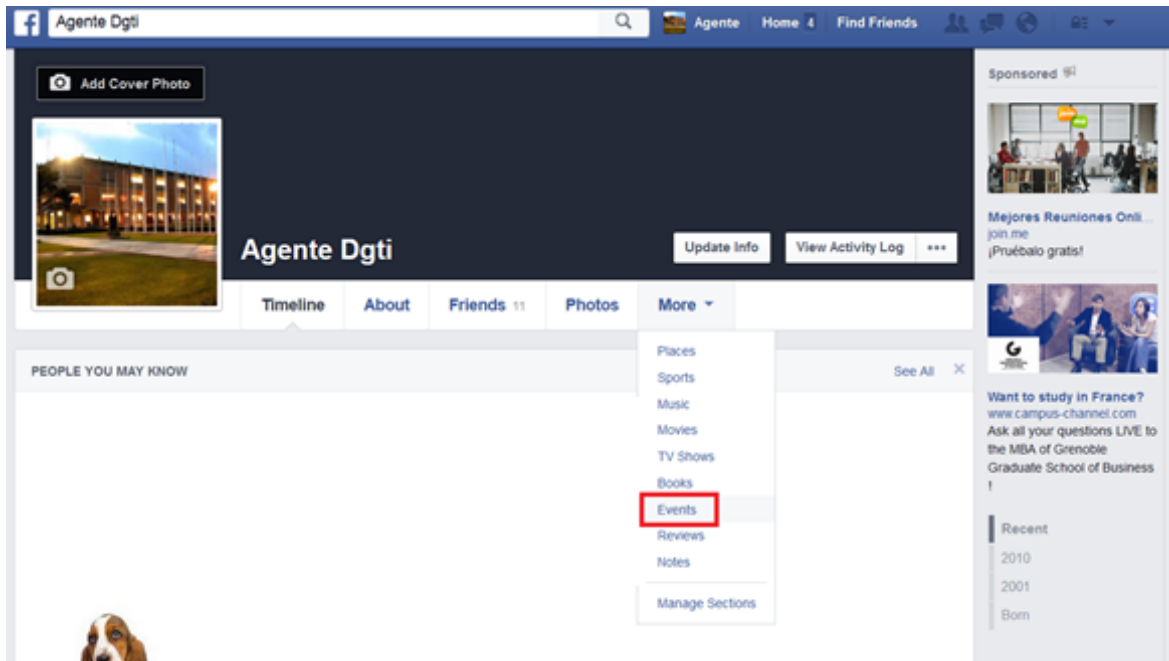 Agente Dgti
Agente Home 4 Find Friends
Add Cover Photo
Agente Dgti
Update Info View Activity Log
Timeline About Friends 11 Photos More
Places
Sports
Music
Movies
TV Shows
Books
Events
Reviews
Notes
Manage Sections
PEOPLE YOU MAY KNOW See All
Sponsored
Mejores Reuniones Onli...
join.me
¡Pruébalo gratis!
Want to study in France?
www.campus-channel.com
Ask all your questions LIVE to
the MBA of Grenoble
Graduate School of Business
!
Recent
2010
2001
Born